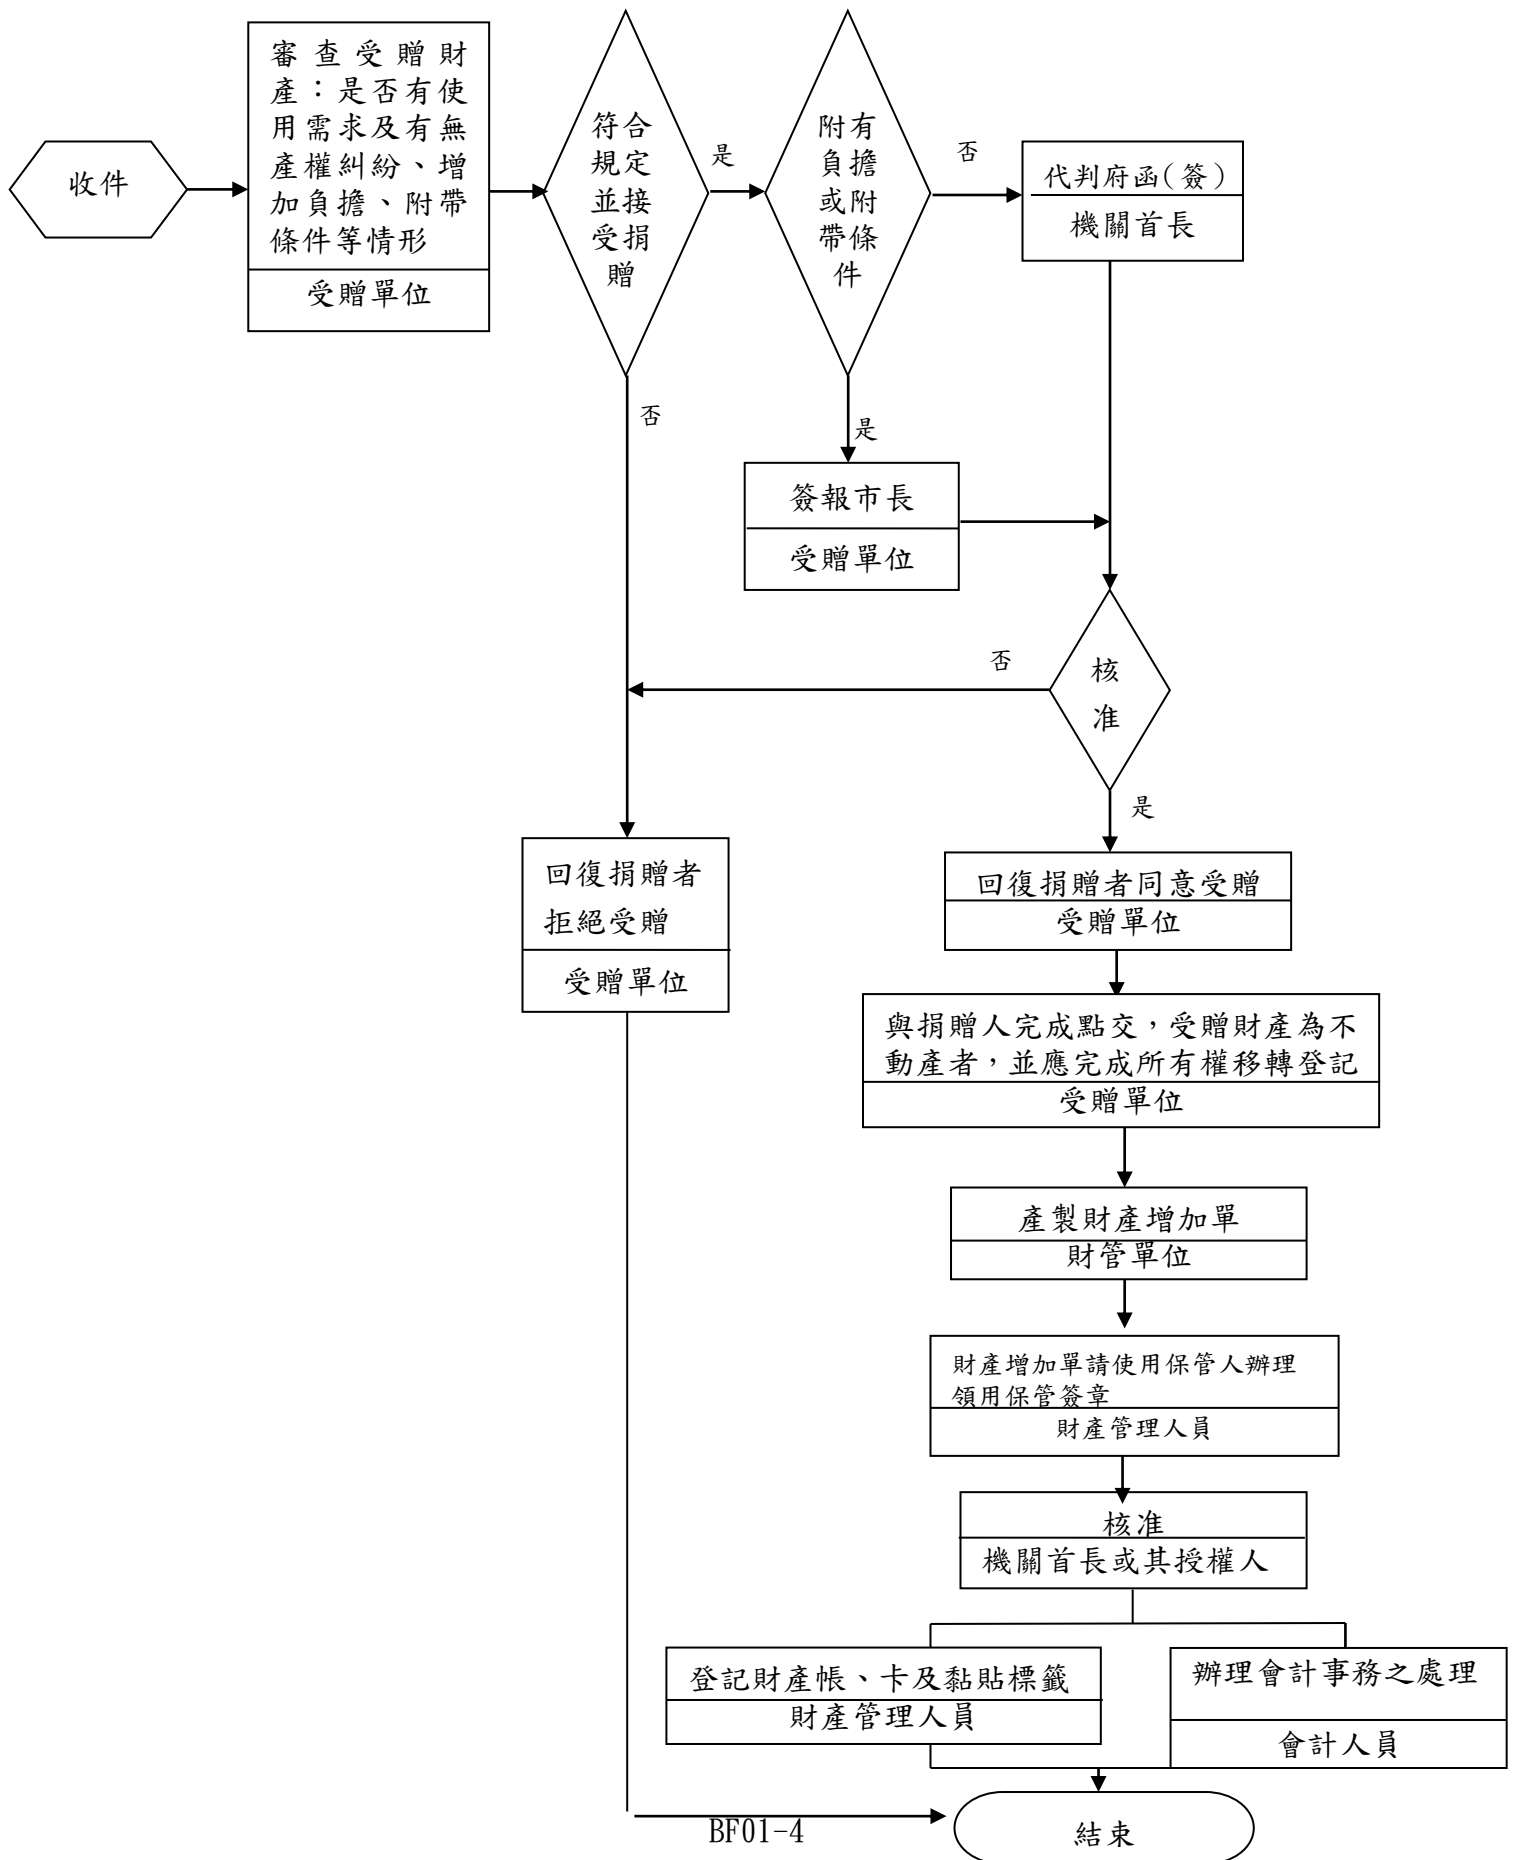 收件
審查受贈財
產：是否有使
用需求及有無
產權糾紛、增
加負擔、附帶
條件等情形
受贈單位
符合
規定
並接
受捐
贈
是
附有
負擔
或附
帶條
件
否
代判府函(簽)
機關首長
否
是
簽報市長
受贈單位
否
核
准
是
回復捐贈者
拒絕受贈
受贈單位
回復捐贈者同意受贈
受贈單位
與捐贈人完成點交，受贈財產為不
動產者，並應完成所有權移轉登記
受贈單位
產製財產增加單
財管單位
財產增加單請使用保管人辦理
領用保管簽章
財產管理人員
核准
機關首長或其授權人
登記財產帳、卡及黏貼標籤
財產管理人員
辦理會計事務之處理
會計人員
BF01-4
結束